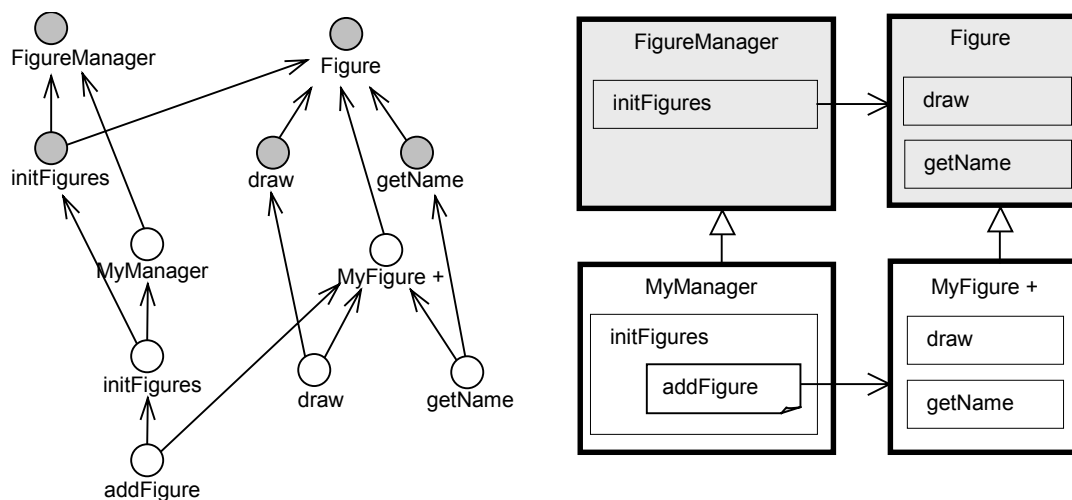 FigureManager
Figure
initFigures
draw
getName
MyManager
MyFigure +
initFigures
draw
getName
addFigure
FigureManager
initFigures
Figure
draw
getName
MyManager
initFigures
addFigure
MyFigure +
draw
getName